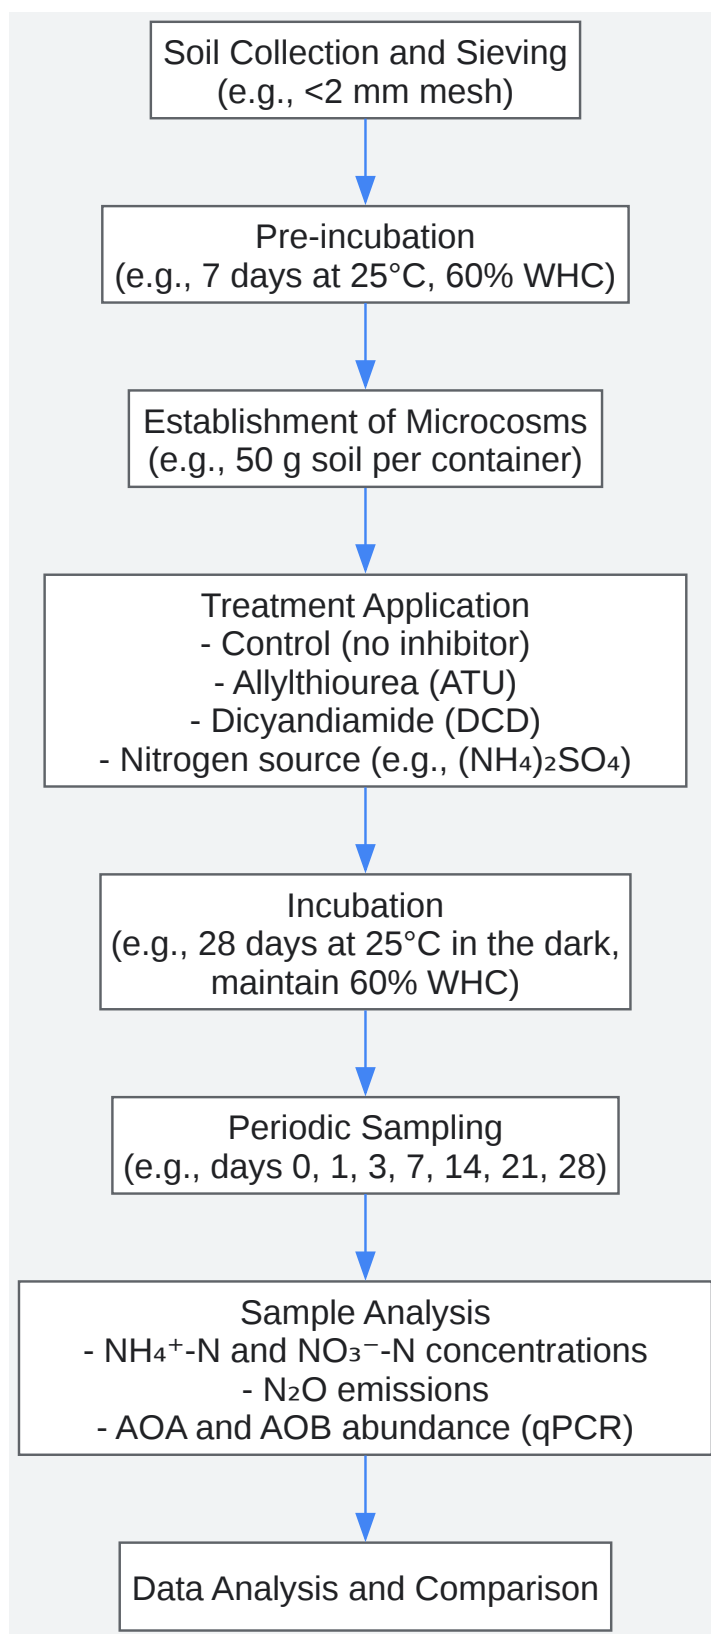 Soil Collection and Sieving
(e.g., <2 mm mesh)
Pre-incubation
(e.g., 7 days at 25°C, 60% WHC)
Establishment of Microcosms
(e.g., 50 g soil per container)
Treatment Application
- Control (no inhibitor)
- Allylthiourea (ATU)
- Dicyandiamide (DCD)
- Nitrogen source (e.g., (NH₄)₂SO₄)
Incubation
(e.g., 28 days at 25°C in the dark,
maintain 60% WHC)
Periodic Sampling
(e.g., days 0, 1, 3, 7, 14, 21, 28)
Sample Analysis
- NH₄⁺-N and NO₃⁻-N concentrations
- N₂O emissions
- AOA and AOB abundance (qPCR)
Data Analysis and Comparison